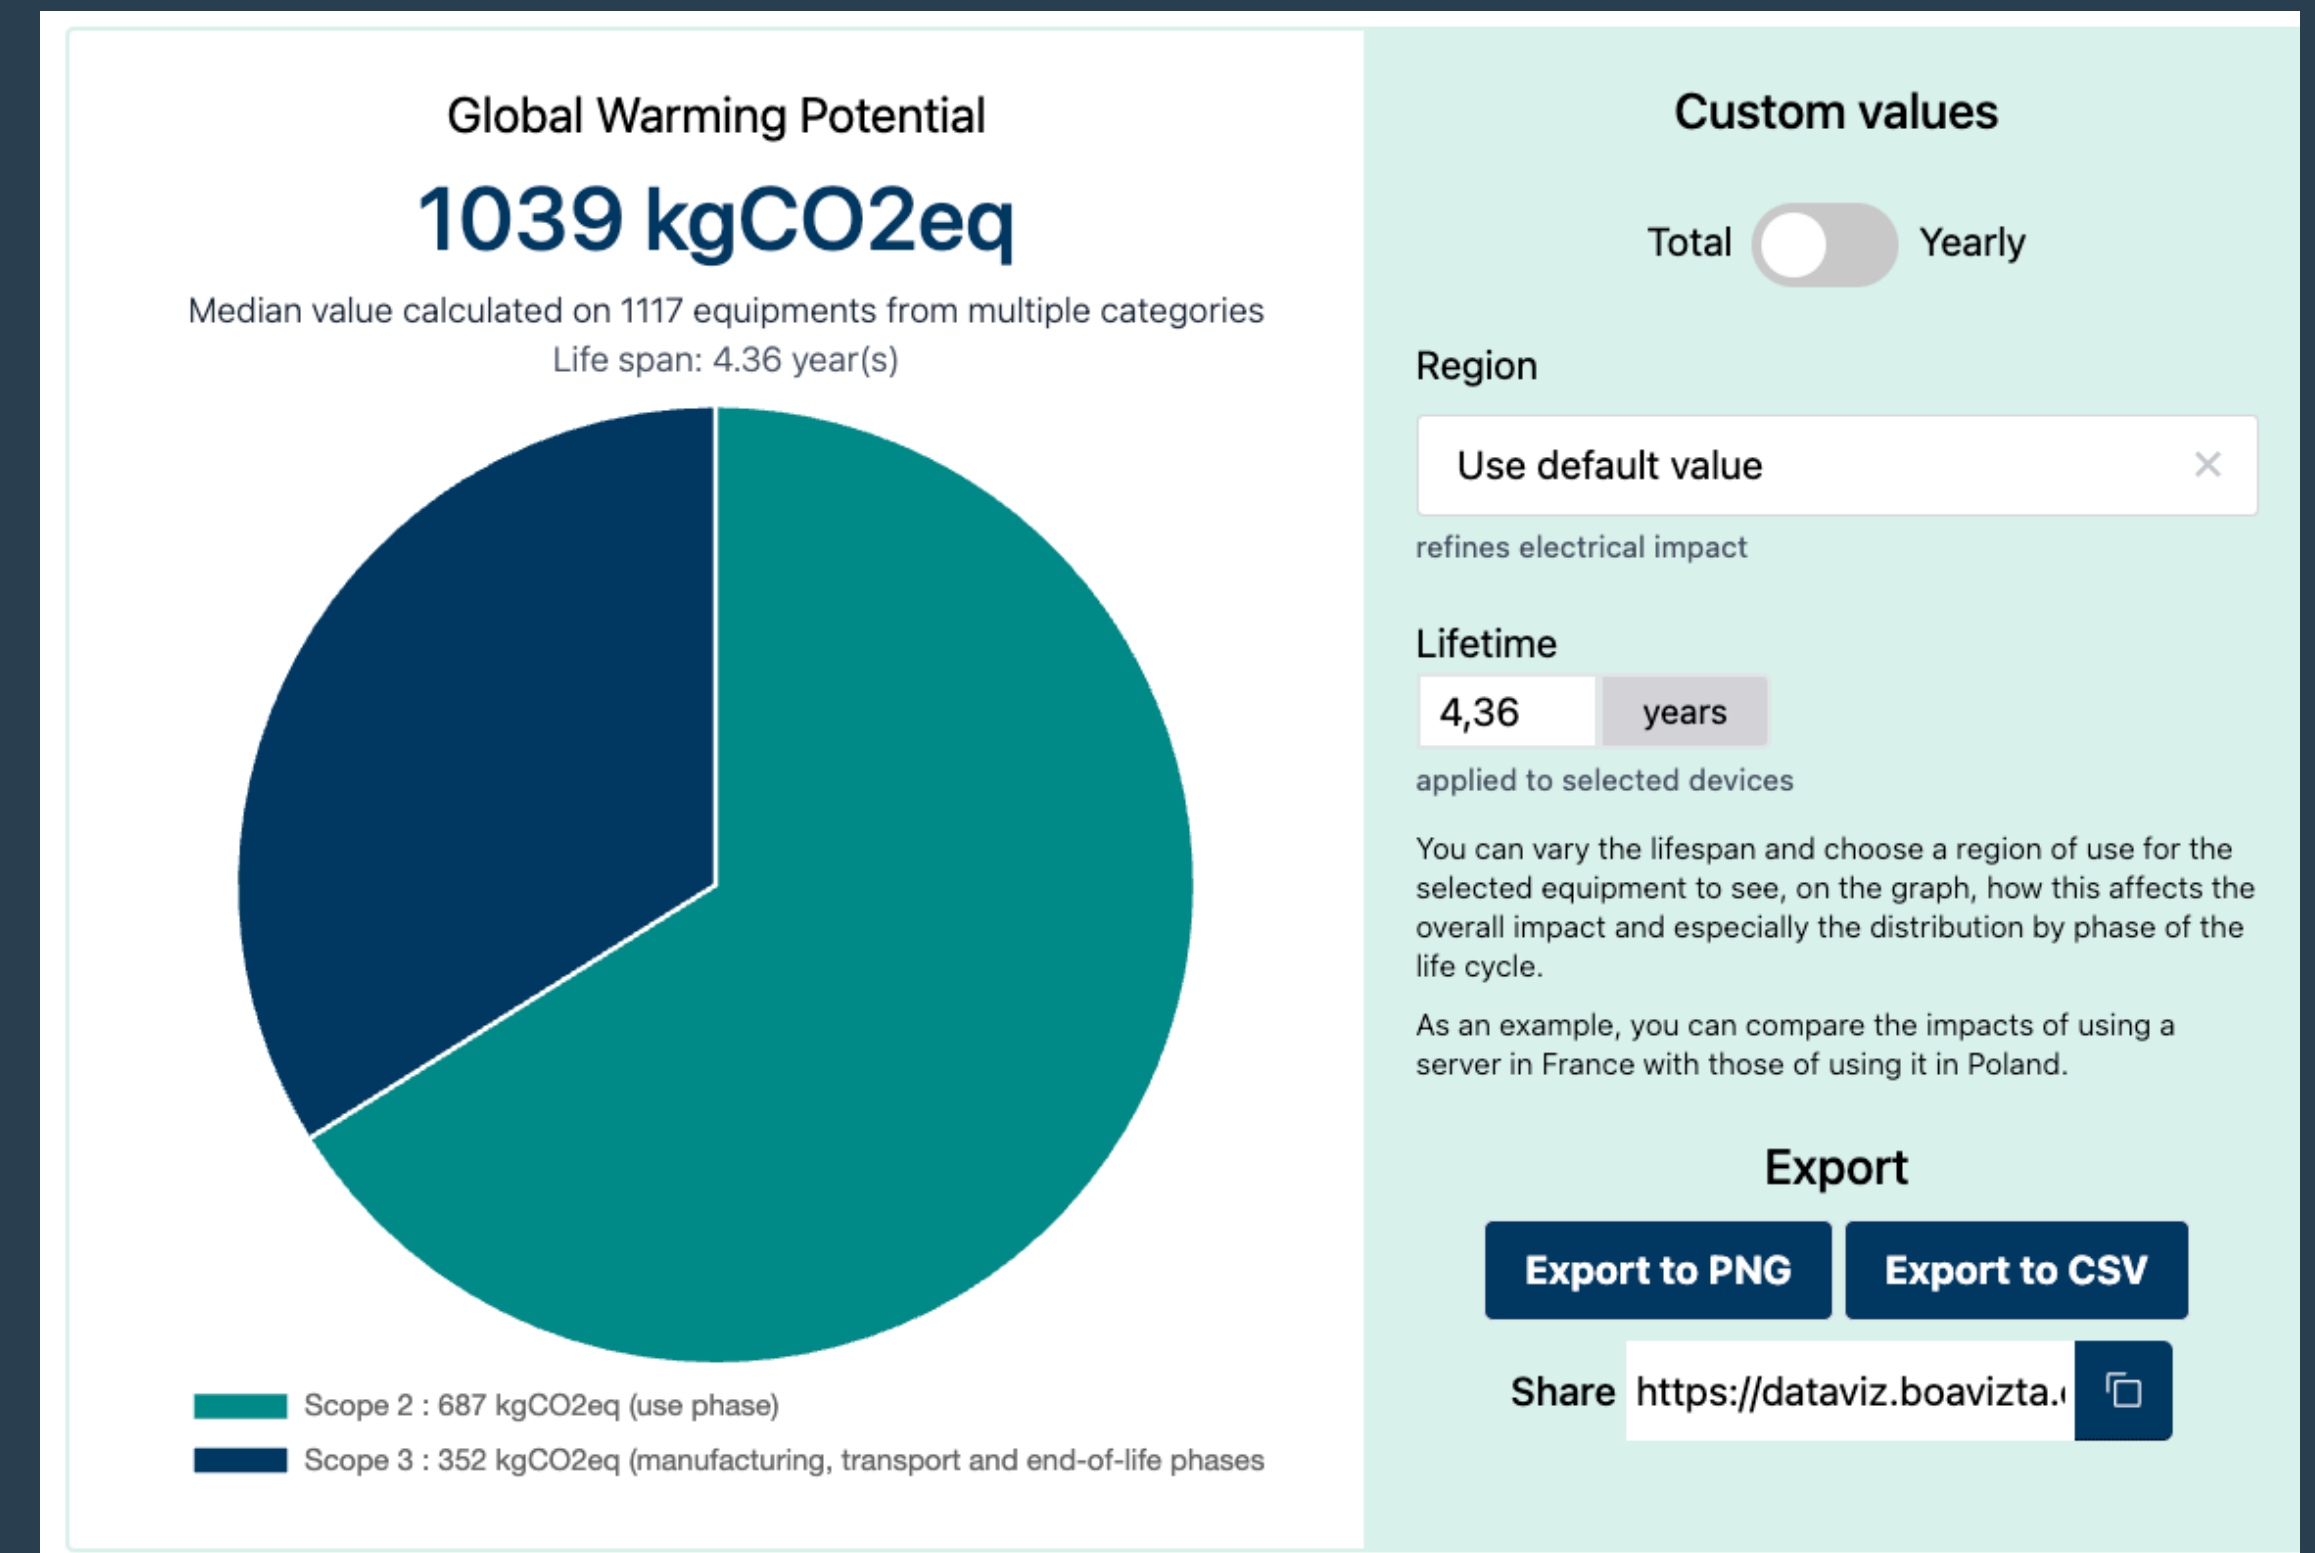 Global Warming Potential
1039 kgCO2eq
Median value calculated on 1117 equipments from multiple categories
Life span: 4.36 year(s)
Scope 2 : 687 kgCO2eq (use phase)
Scope 3 : 352 kgCO2eq (manufacturing, transport and end-of-life phases
Custom values
Total Yearly
Region
Use default value ×
refines electrical impact
Lifetime
4,36 years
applied to selected devices
You can vary the lifespan and choose a region of use for the
selected equipment to see, on the graph, how this affects the
overall impact and especially the distribution by phase of the
life cycle.
As an example, you can compare the impacts of using a
server in France with those of using it in Poland.
Export
Export to PNG Export to CSV
Share https://dataviz.boavizta.